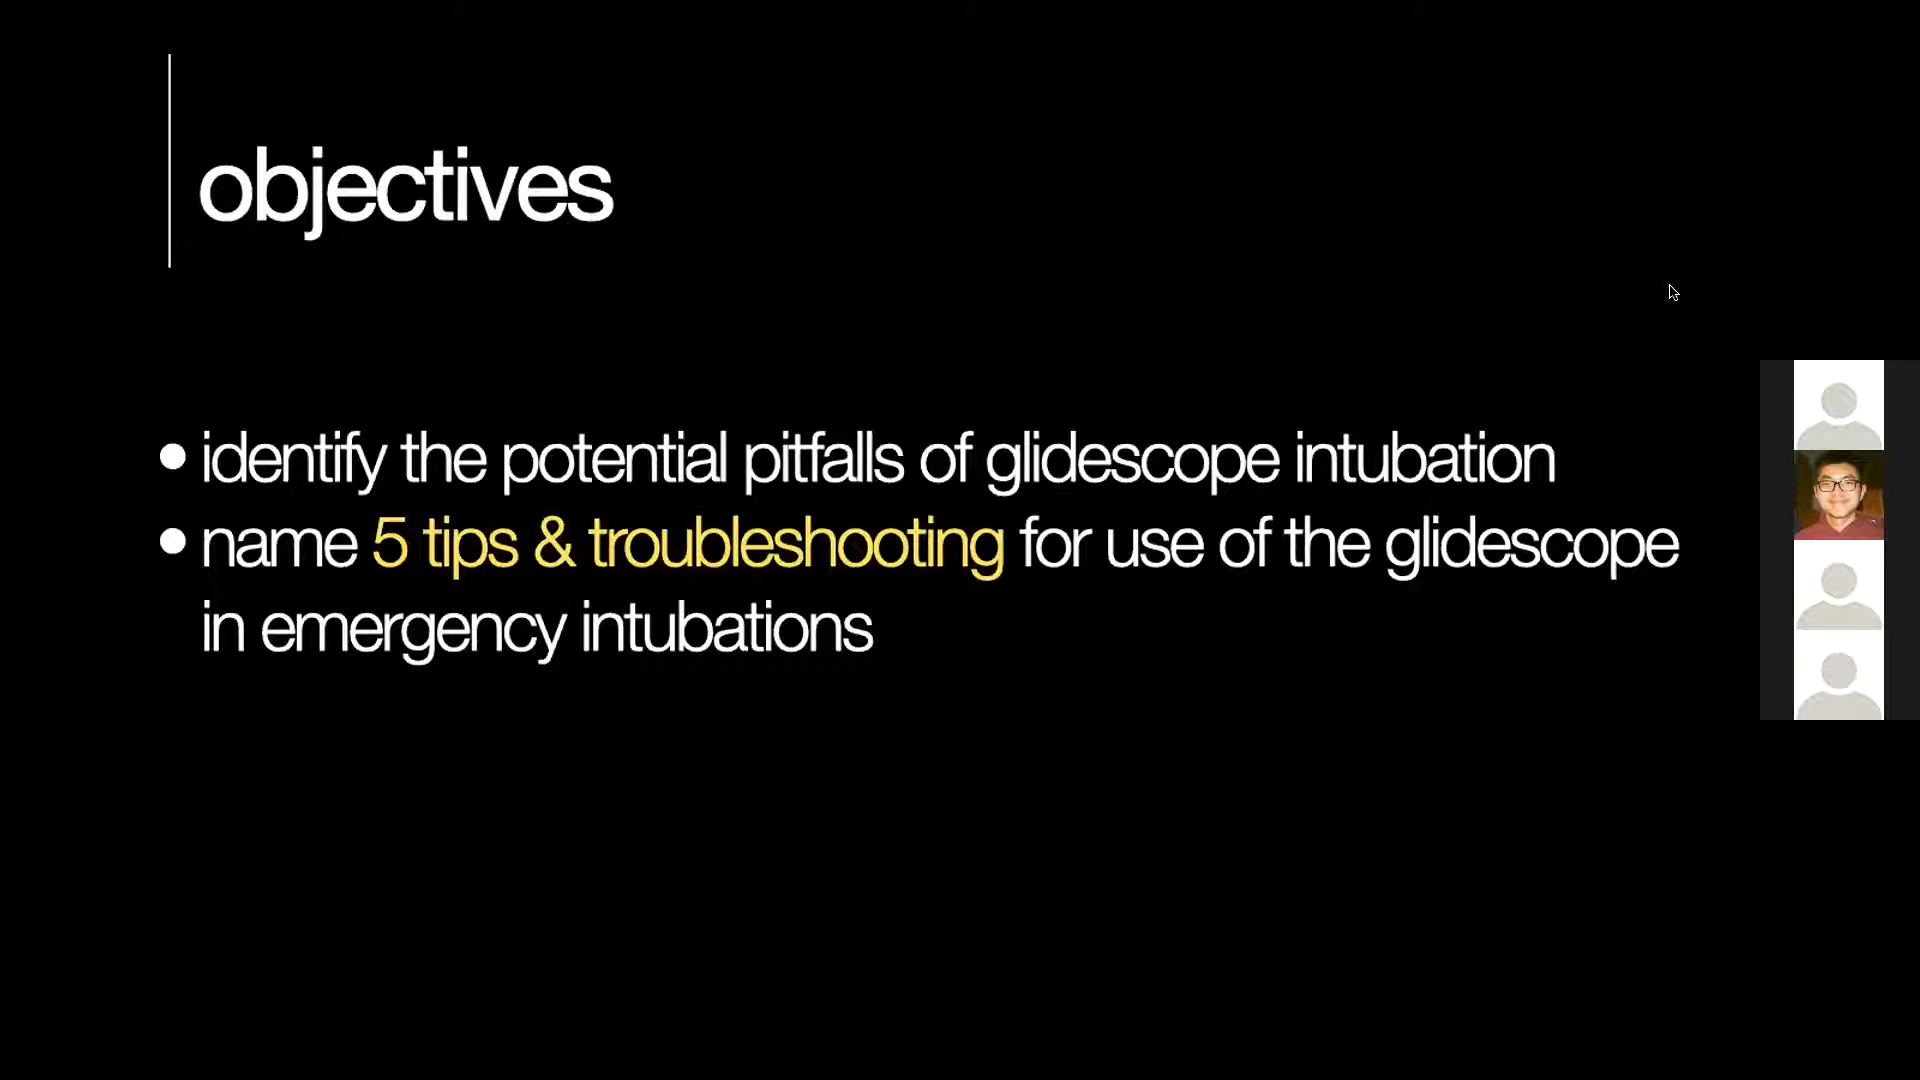 objectives
• identify the potential pitfalls of glidescope intubation
• name 5 tips & troubleshooting for use of the glidescope
in emergency intubations